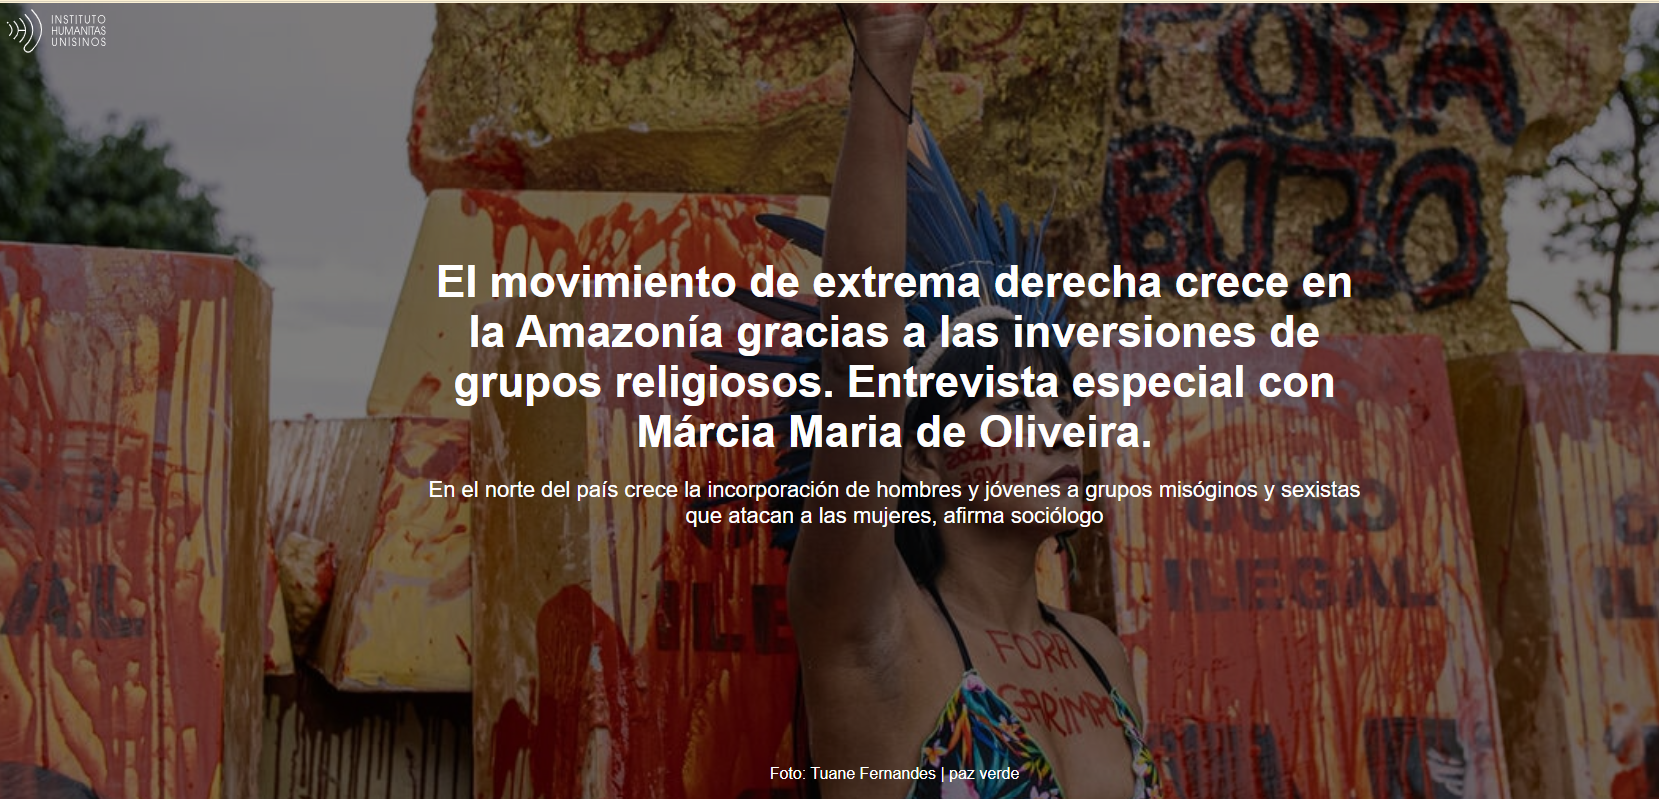 INSTITUTO
HUMANITAS
UNISINOS
FORA
BOZO
El movimiento de extrema derecha crece en
la Amazonía gracias a las inversiones de
grupos religiosos. Entrevista especial con
Márcia Maria de Oliveira.
En el norte del país crece la incorporación de hombres y jóvenes a grupos misóginos y sexistas
que atacan a las mujeres, afirma sociólogo
LIVRES
OURO
ILEGAL
FORA
GARIMPO
Foto: Tuane Fernandes | paz verde